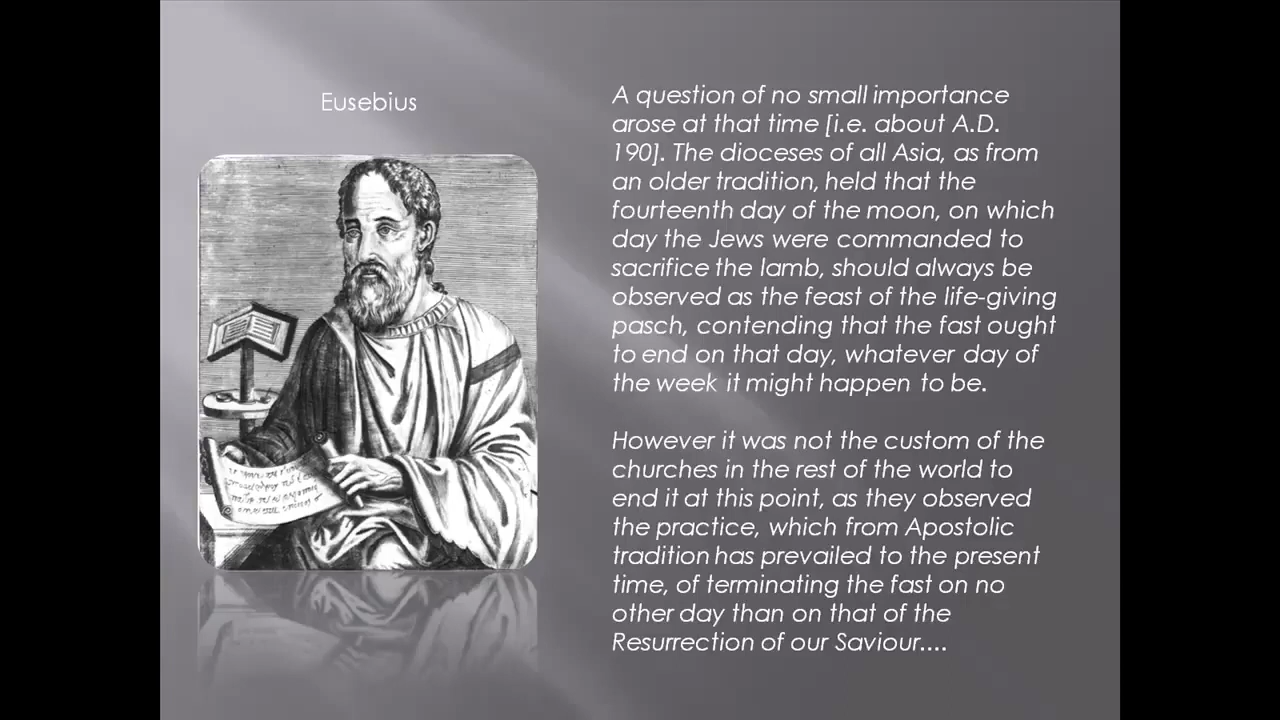 Eusebius
A question of no small importance
arose at that time [i.e. about A.D.
190]. The dioceses of all Asia, as from
an older tradition, held that the
fourteenth day of the moon, on which
day the Jews were commanded to
sacrifice the lamb, should always be
observed as the feast of the life-giving
pasch, contending that the fast ought
to end on that day, whatever day of
the week it might happen to be.
However it was not the custom of the
churches in the rest of the world to
end it at this point, as they observed
the practice, which from Apostolic
tradition has prevailed to the present
time, of terminating the fast on no
other day than on that of the
Resurrection of our Saviour....